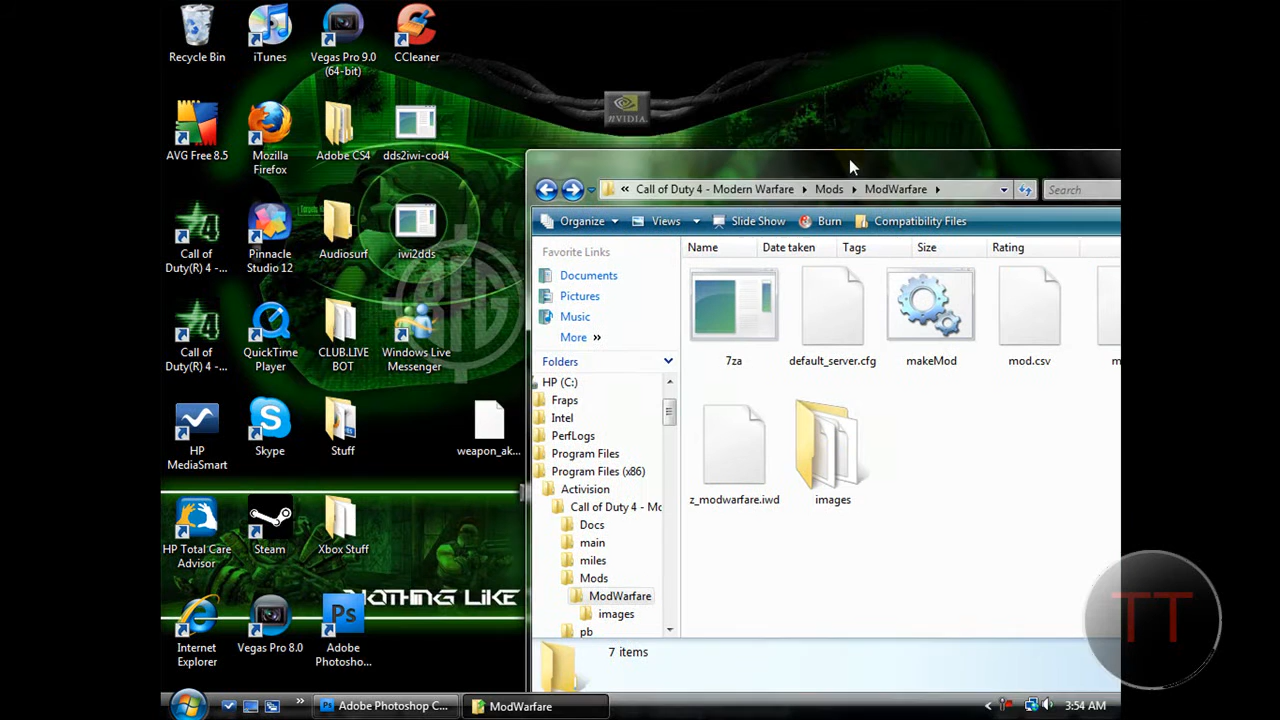 Recycle Bin
iTunes
Vegas Pro 9.0
(64-bit)
CCleaner
AVG Free 8.5
Mozilla
Firefox
Adobe CS4
dds2iwi-cod4
Call of
Duty(R) 4 -...
Pinnacle
Studio 12
Audiosurf
iwi2dds
Call of
Duty(R) 4 -...
QuickTime
Player
CLUB.LIVE
BOT
Windows Live
Messenger
HP
MediaSmart
Skype
Stuff
weapon_ak...
HP Total Care
Advisor
Steam
Xbox Stuff
Internet
Explorer
Vegas Pro 8.0
Ps
Adobe
Photosho...
nVIDIA.
NOTHING LIKE
« Call of Duty 4 - Modern Warfare Mods ModWarfare
Search
Organize Views Slide Show Burn Compatibility Files
Favorite Links
Documents
Pictures
Music
More »
Folders
HP (C:)
Fraps
Intel
PerfLogs
Program Files
Program Files (x86)
Activision
Call of Duty 4 - Mc
Docs
main
miles
Mods
ModWarfare
images
pb
Name Date taken Tags Size Rating
7za
default_server.cfg
makeMod
mod.csv
m
z_modwarfare.iwd
images
7 items
TT
» Ps Adobe Photoshop C... ModWarfare 3:54 AM